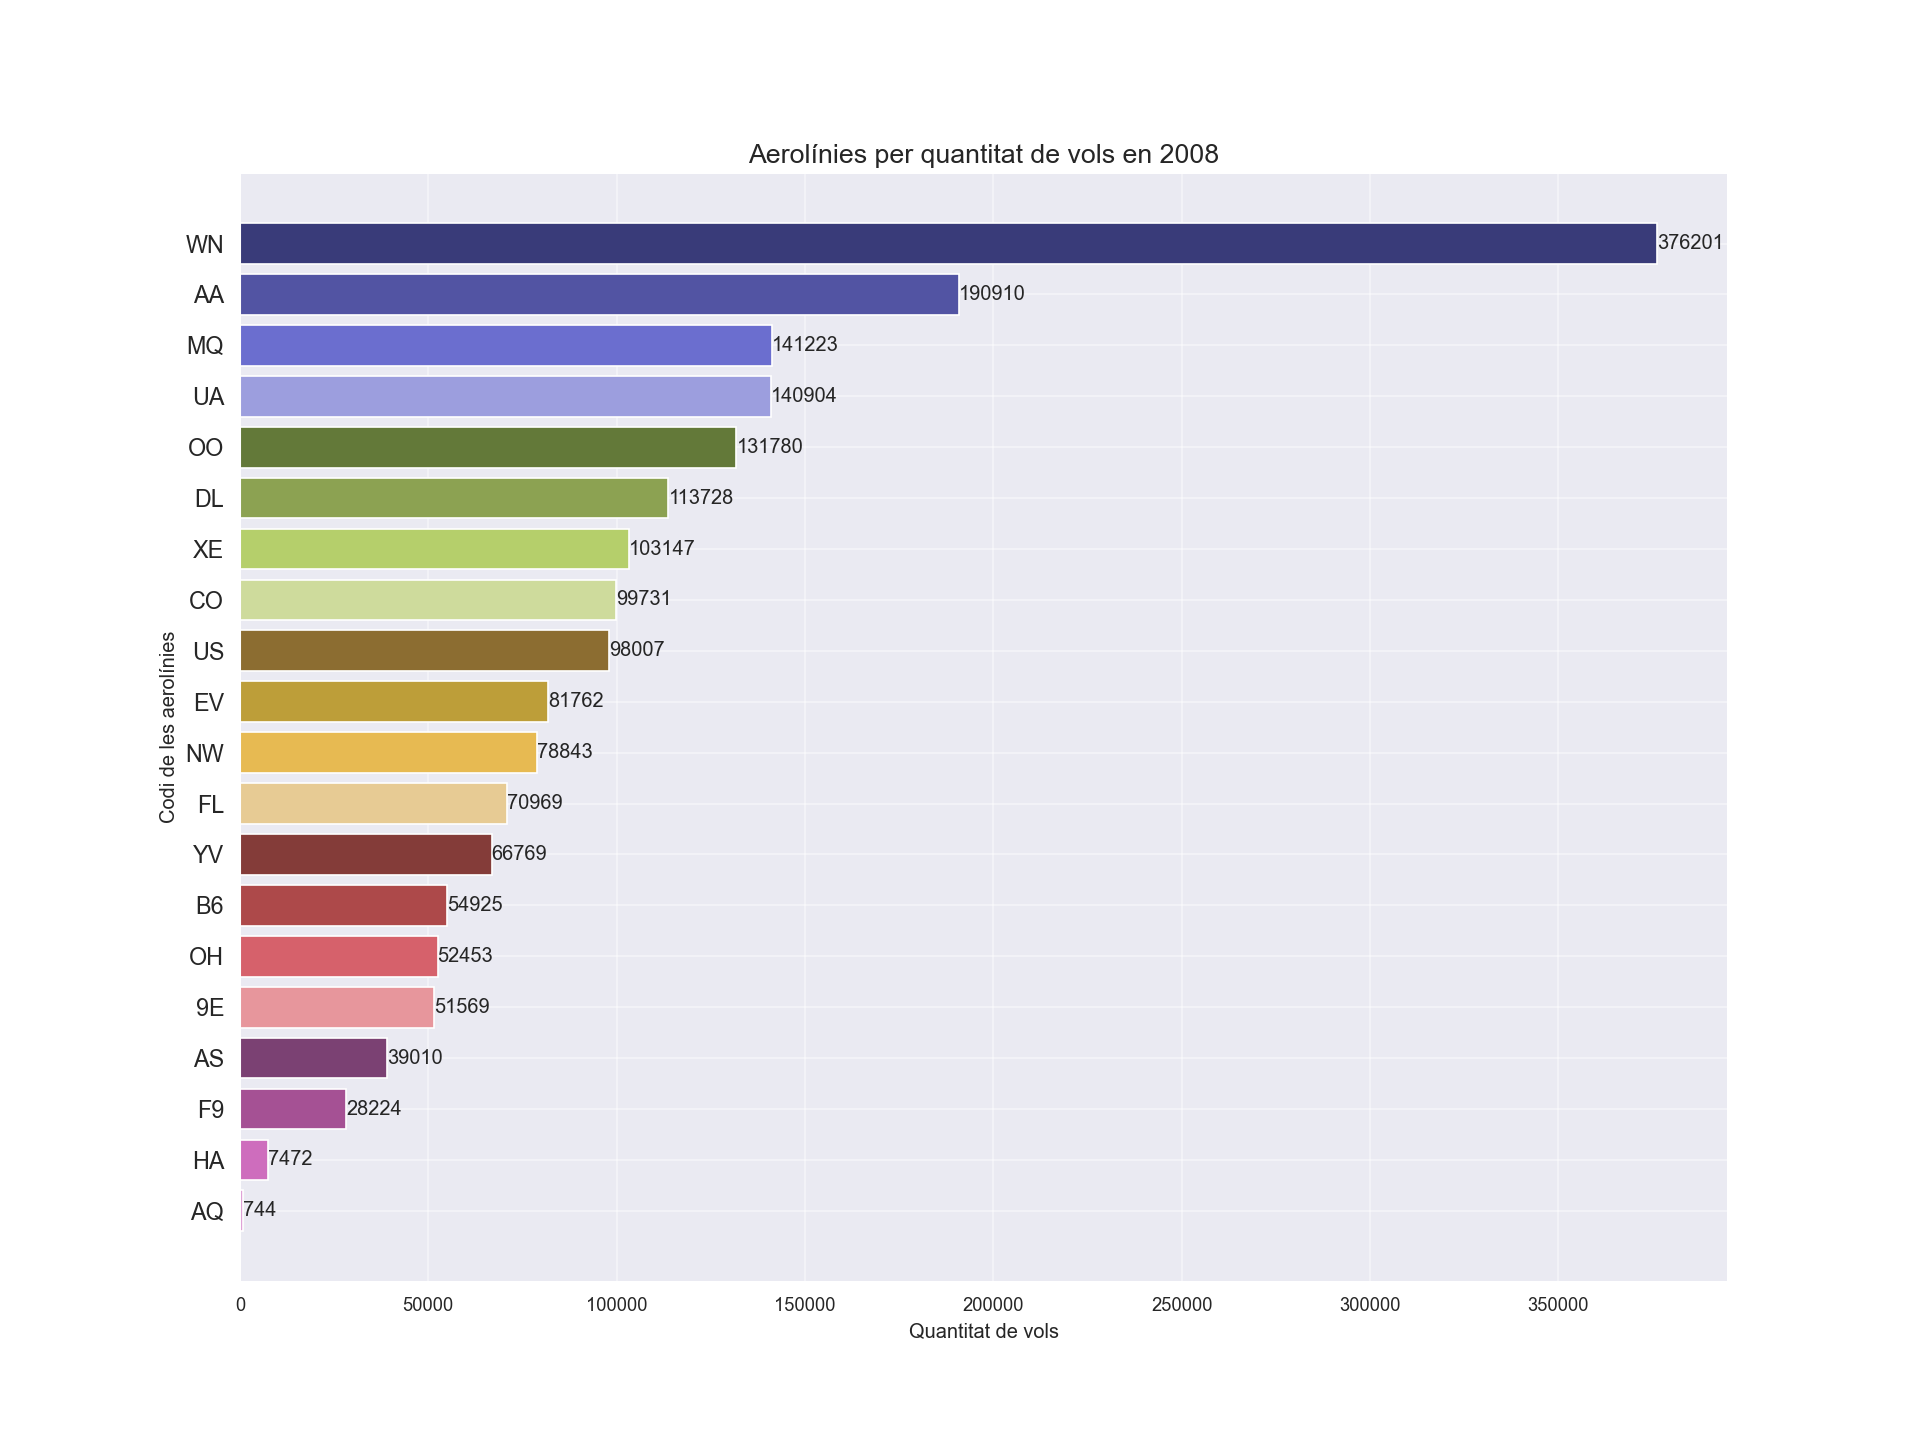 Aerolínies per quantitat de vols en 2008
WN 376201
AA 190910
MQ 141223
UA 140904
OO 131780
DL 113728
XE 103147
CO 99731
US 98007
EV 81762
NW 78843
FL 70969
YV 66769
B6 54925
OH 52453
9E 51569
AS 39010
F9 28224
HA 7472
AQ 744
Codi de les aerolínies
0 50000 100000 150000 200000 250000 300000 350000
Quantitat de vols